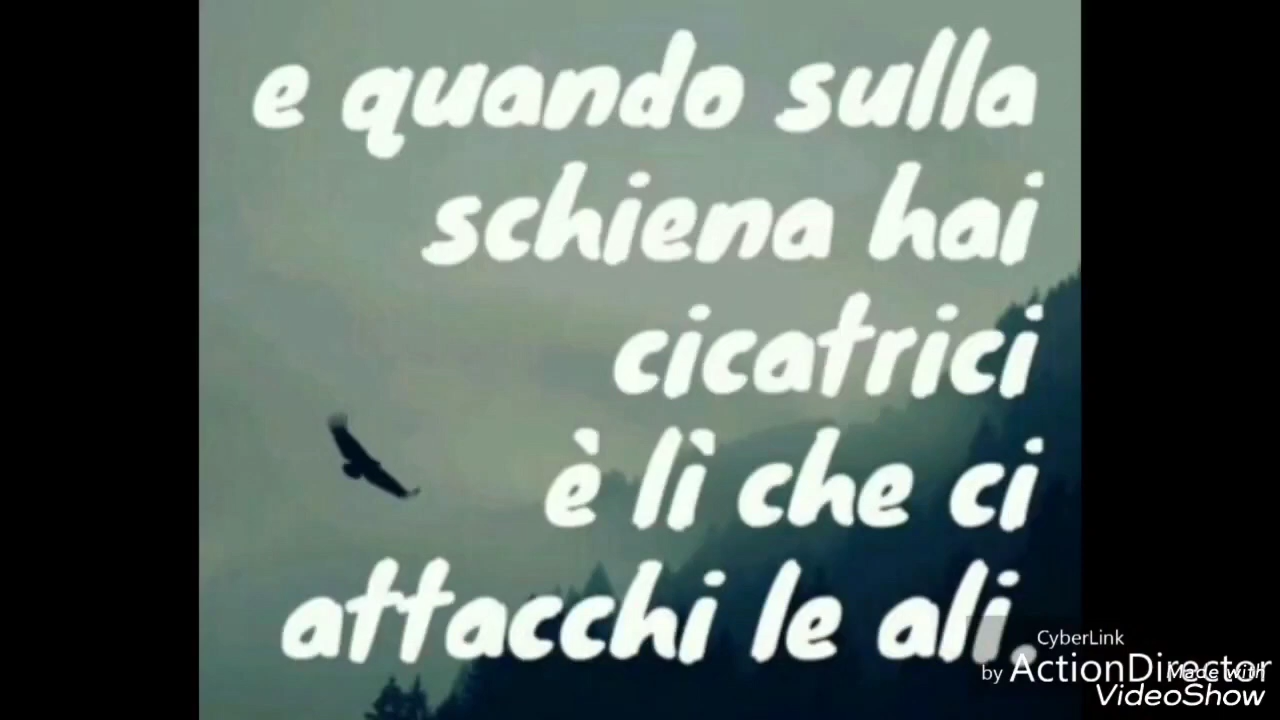 e quando sulla
schiena hai
cicatrici
è lì che ci
attacchi le ali.
CyberLink
by ActionDirector
Made with
VideoShow